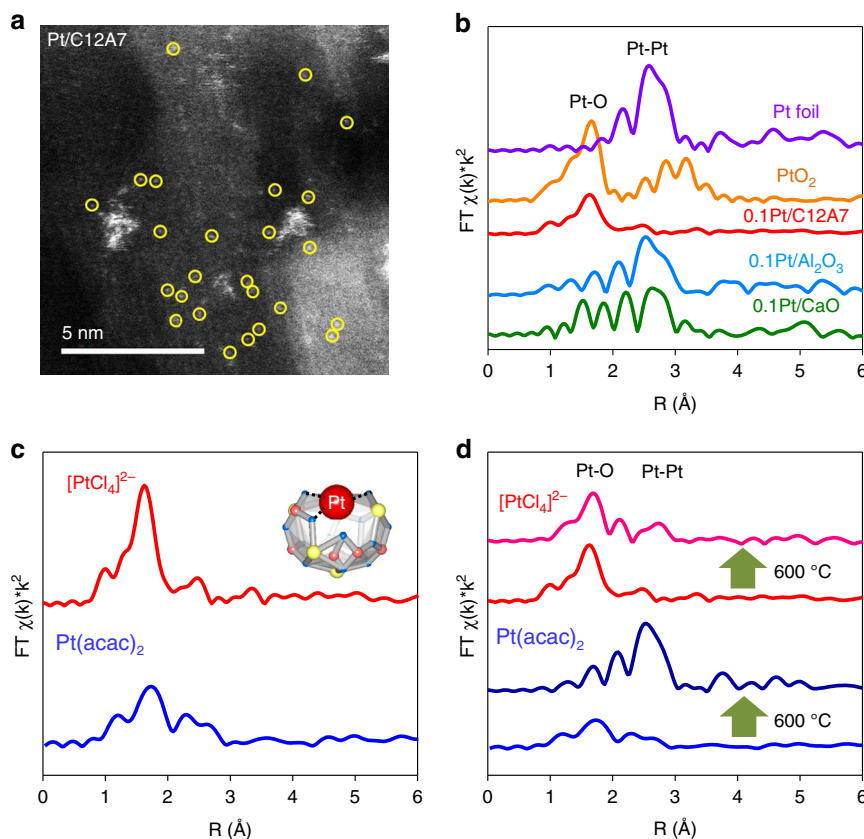 a
Pt/C12A7
5 nm
b
Pt-Pt
Pt-O
Pt foil
PtO₂
0.1Pt/C12A7
0.1Pt/Al₂O₃
0.1Pt/CaO
FT χ(k)*k²
0 1 2 3 4 5 6
R (Å)
c
[PtCl₄]²⁻
Pt
Pt(acac)₂
FT χ(k)*k²
0 1 2 3 4 5 6
R (Å)
d
Pt-O Pt-Pt
[PtCl₄]²⁻
600 °C
Pt(acac)₂
600 °C
FT χ(k)*k²
0 1 2 3 4 5 6
R (Å)